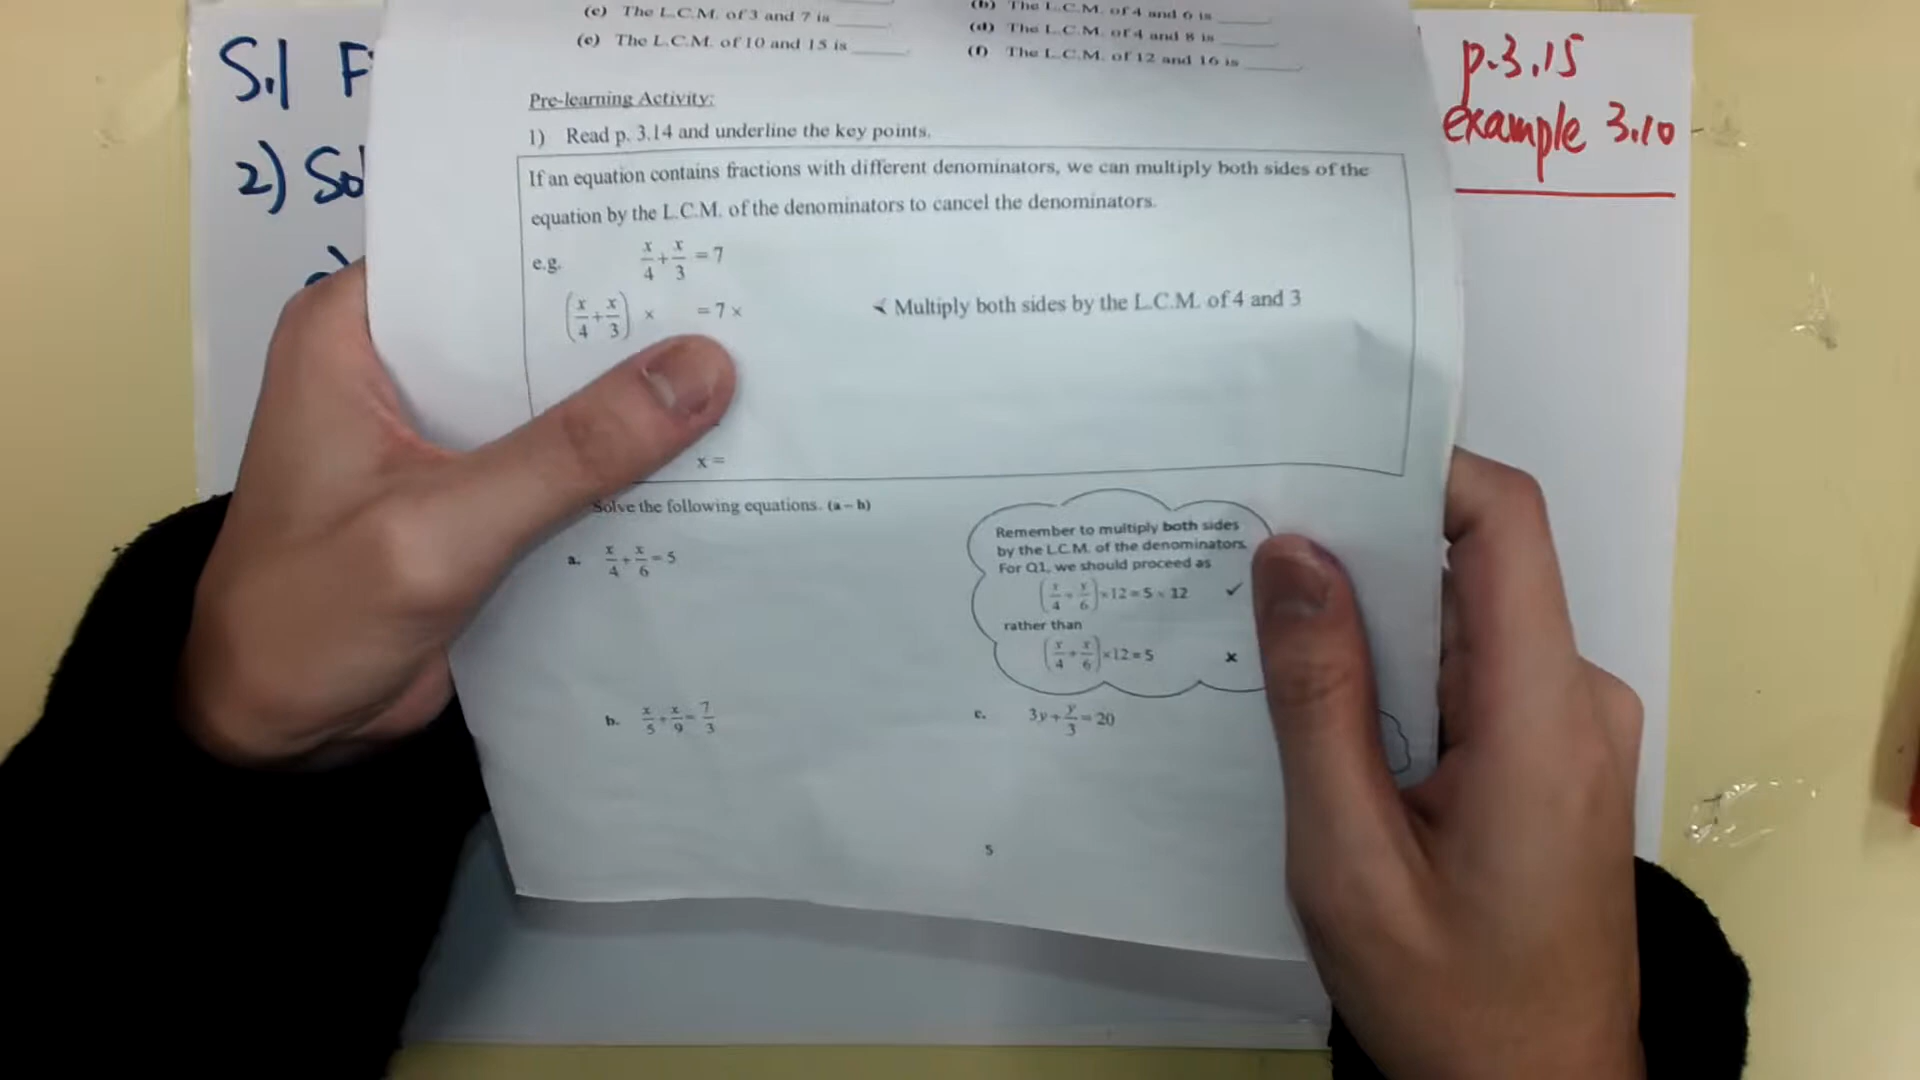 S.1 F
2) Sol
p.3.15
example 3.10
(c) The L.C.M. of 3 and 7 is ______
(b) The L.C.M. of 4 and 6 is ______
(e) The L.C.M. of 10 and 15 is ______.
(d) The L.C.M. of 4 and 8 is ______
(f) The L.C.M. of 12 and 16 is ______.
Pre-learning Activity:
1) Read p. 3.14 and underline the key points.
If an equation contains fractions with different denominators, we can multiply both sides of the
equation by the L.C.M. of the denominators to cancel the denominators.
e.g. x/4 + x/3 = 7
(x/4 + x/3) × = 7 ×
Multiply both sides by the L.C.M. of 4 and 3
x =
Solve the following equations. (a – h)
a. x/4 + x/6 = 5
Remember to multiply both sides
by the L.C.M. of the denominators.
For Q1, we should proceed as
(x/4 + x/6) × 12 = 5 × 12 ✓
rather than
(x/4 + x/6) × 12 = 5 ×
b. x/5 + x/9 = 7/3
c. 3y + y/3 = 20
5